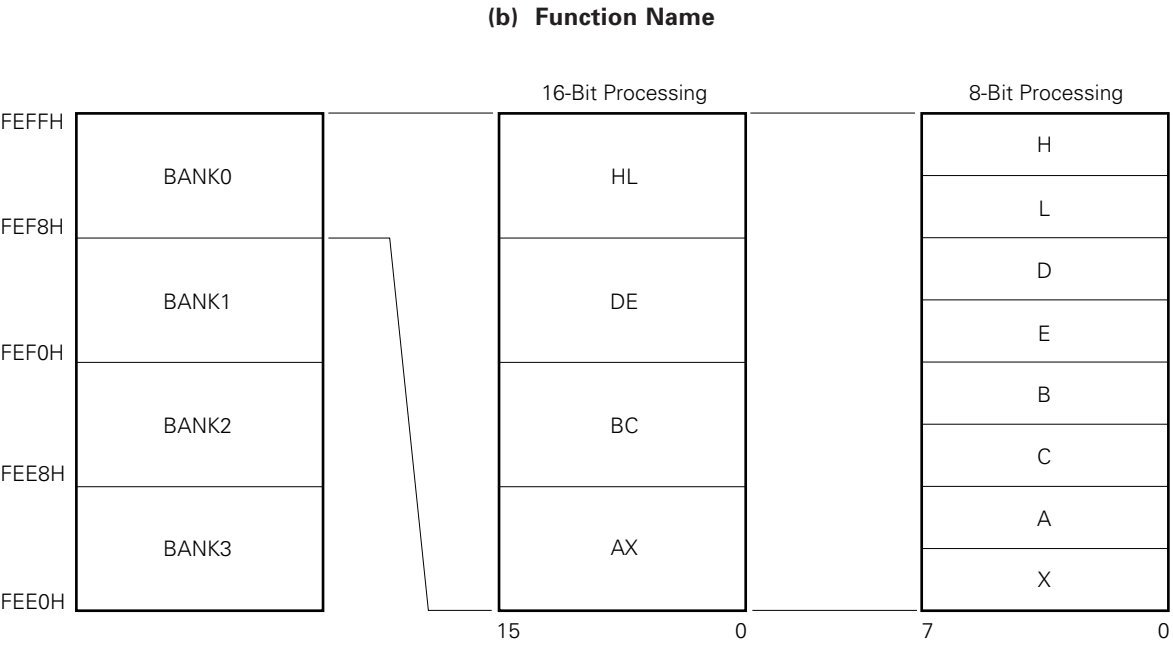 (b) Function Name
16-Bit Processing
8-Bit Processing
FEFFH
BANK0
HL
H
L
FEF8H
BANK1
DE
D
E
FEF0H
BANK2
BC
B
C
FEE8H
BANK3
AX
A
X
FEE0H
15
0
7
0